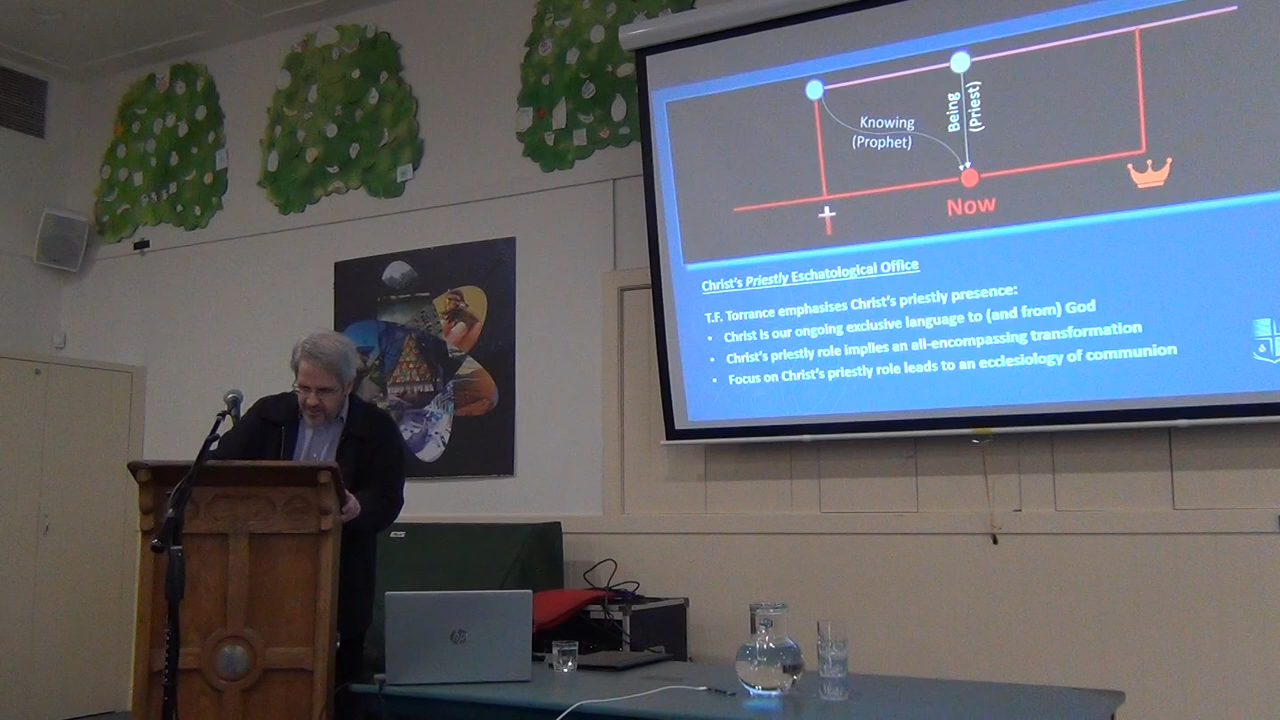 Knowing
(Prophet)
Being
(Priest)
Now
Christ's Priestly Eschatological Office
T.F. Torrance emphasises Christ's priestly presence:
• Christ is our ongoing exclusive language to (and from) God
• Christ's priestly role implies an all-encompassing transformation
• Focus on Christ's priestly role leads to an ecclesiology of communion
hp